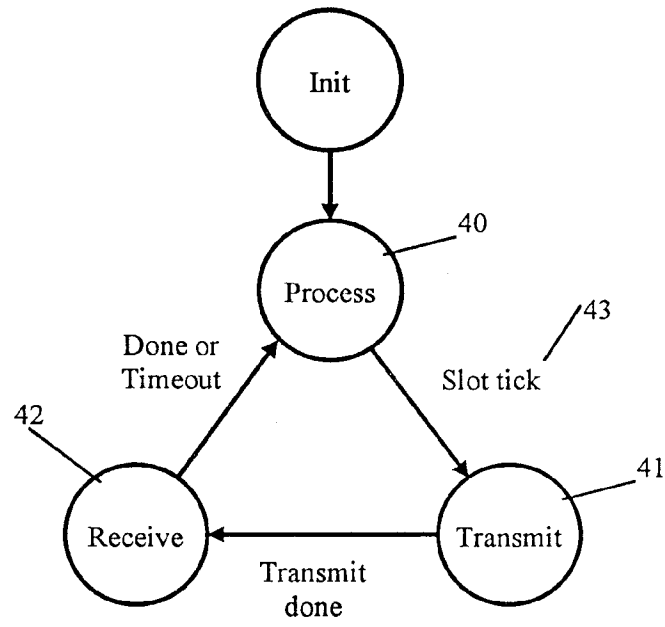 Init
40
Process
43
Done or
Timeout
Slot tick
42
41
Receive
Transmit
Transmit
done